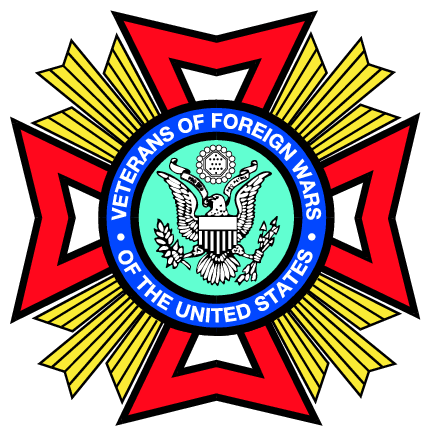 VETERANS OF FOREIGN WARS
• OF THE UNITED STATES •